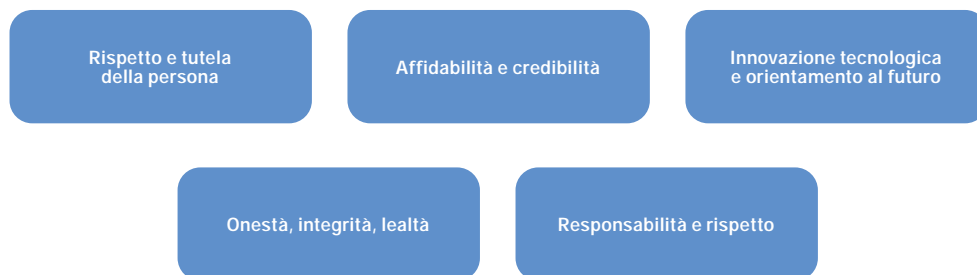 Rispetto e tutela
della persona
Affidabilità e credibilità
Innovazione tecnologica
e orientamento al futuro
Onestà, integrità, lealtà
Responsabilità e rispetto